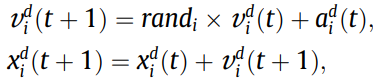 v_i^d(t + 1) = rand_i × v_i^d(t) + a_i^d(t),
x_i^d(t + 1) = x_i^d(t) + v_i^d(t + 1),